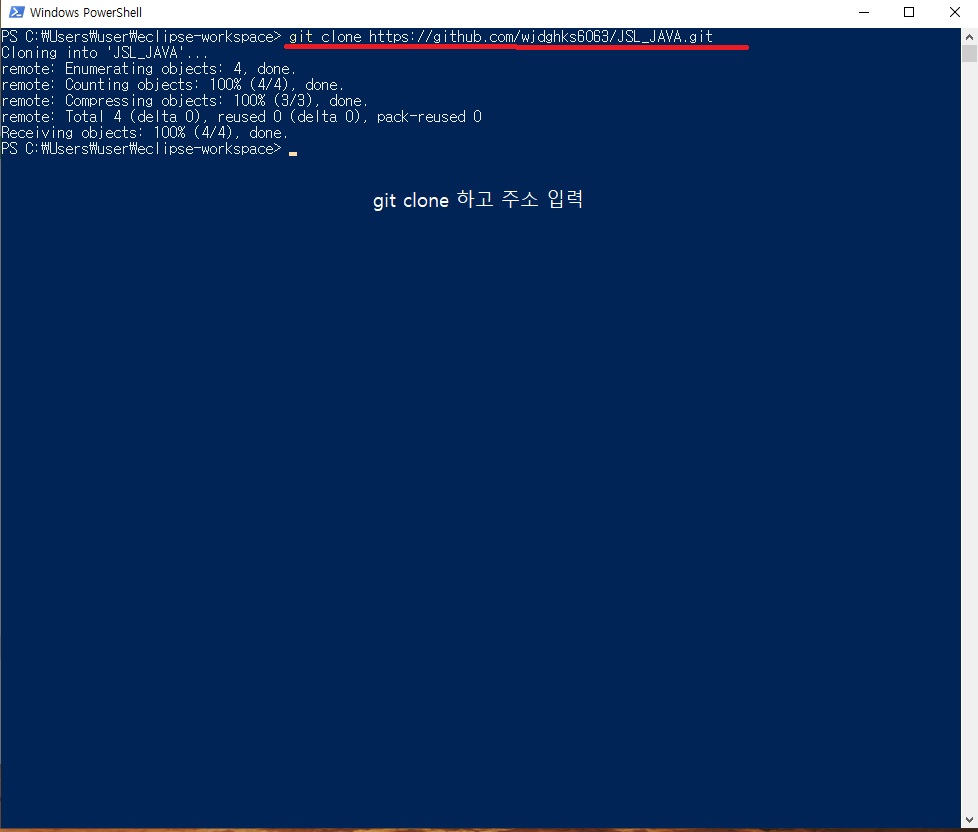 Windows PowerShell
PS C:₩Users₩user₩eclipse-workspace> git clone https://github.com/wjdghks6063/JSL_JAVA.git
Cloning into 'JSL_JAVA'...
remote: Enumerating objects: 4, done.
remote: Counting objects: 100% (4/4), done.
remote: Compressing objects: 100% (3/3), done.
remote: Total 4 (delta 0), reused 0 (delta 0), pack-reused 0
Receiving objects: 100% (4/4), done.
PS C:₩Users₩user₩eclipse-workspace>
git clone 하고 주소 입력